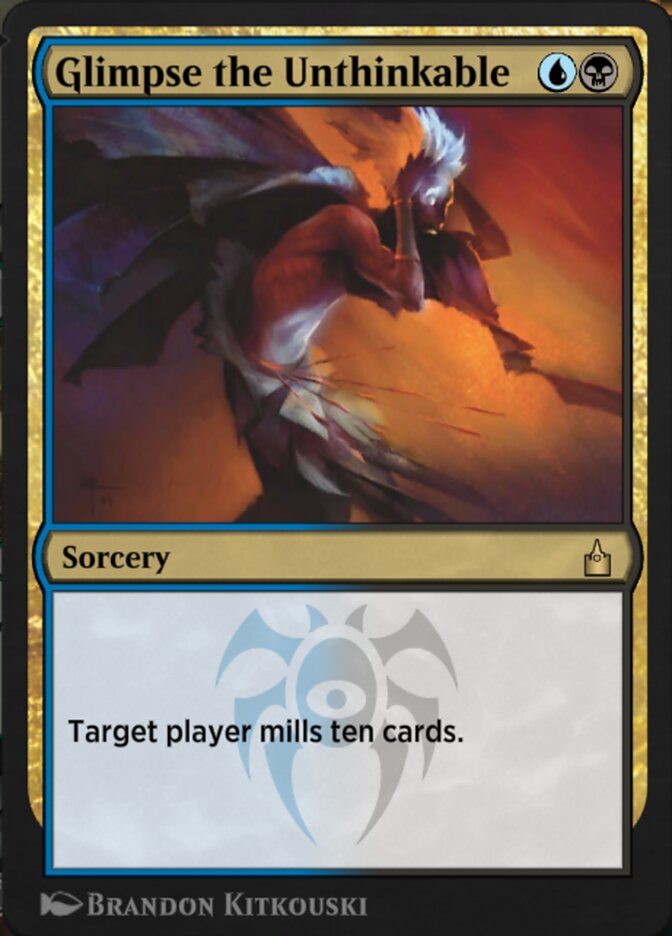 Glimpse the Unthinkable
Sorcery
Target player mills ten cards.
Brandon Kitkouski